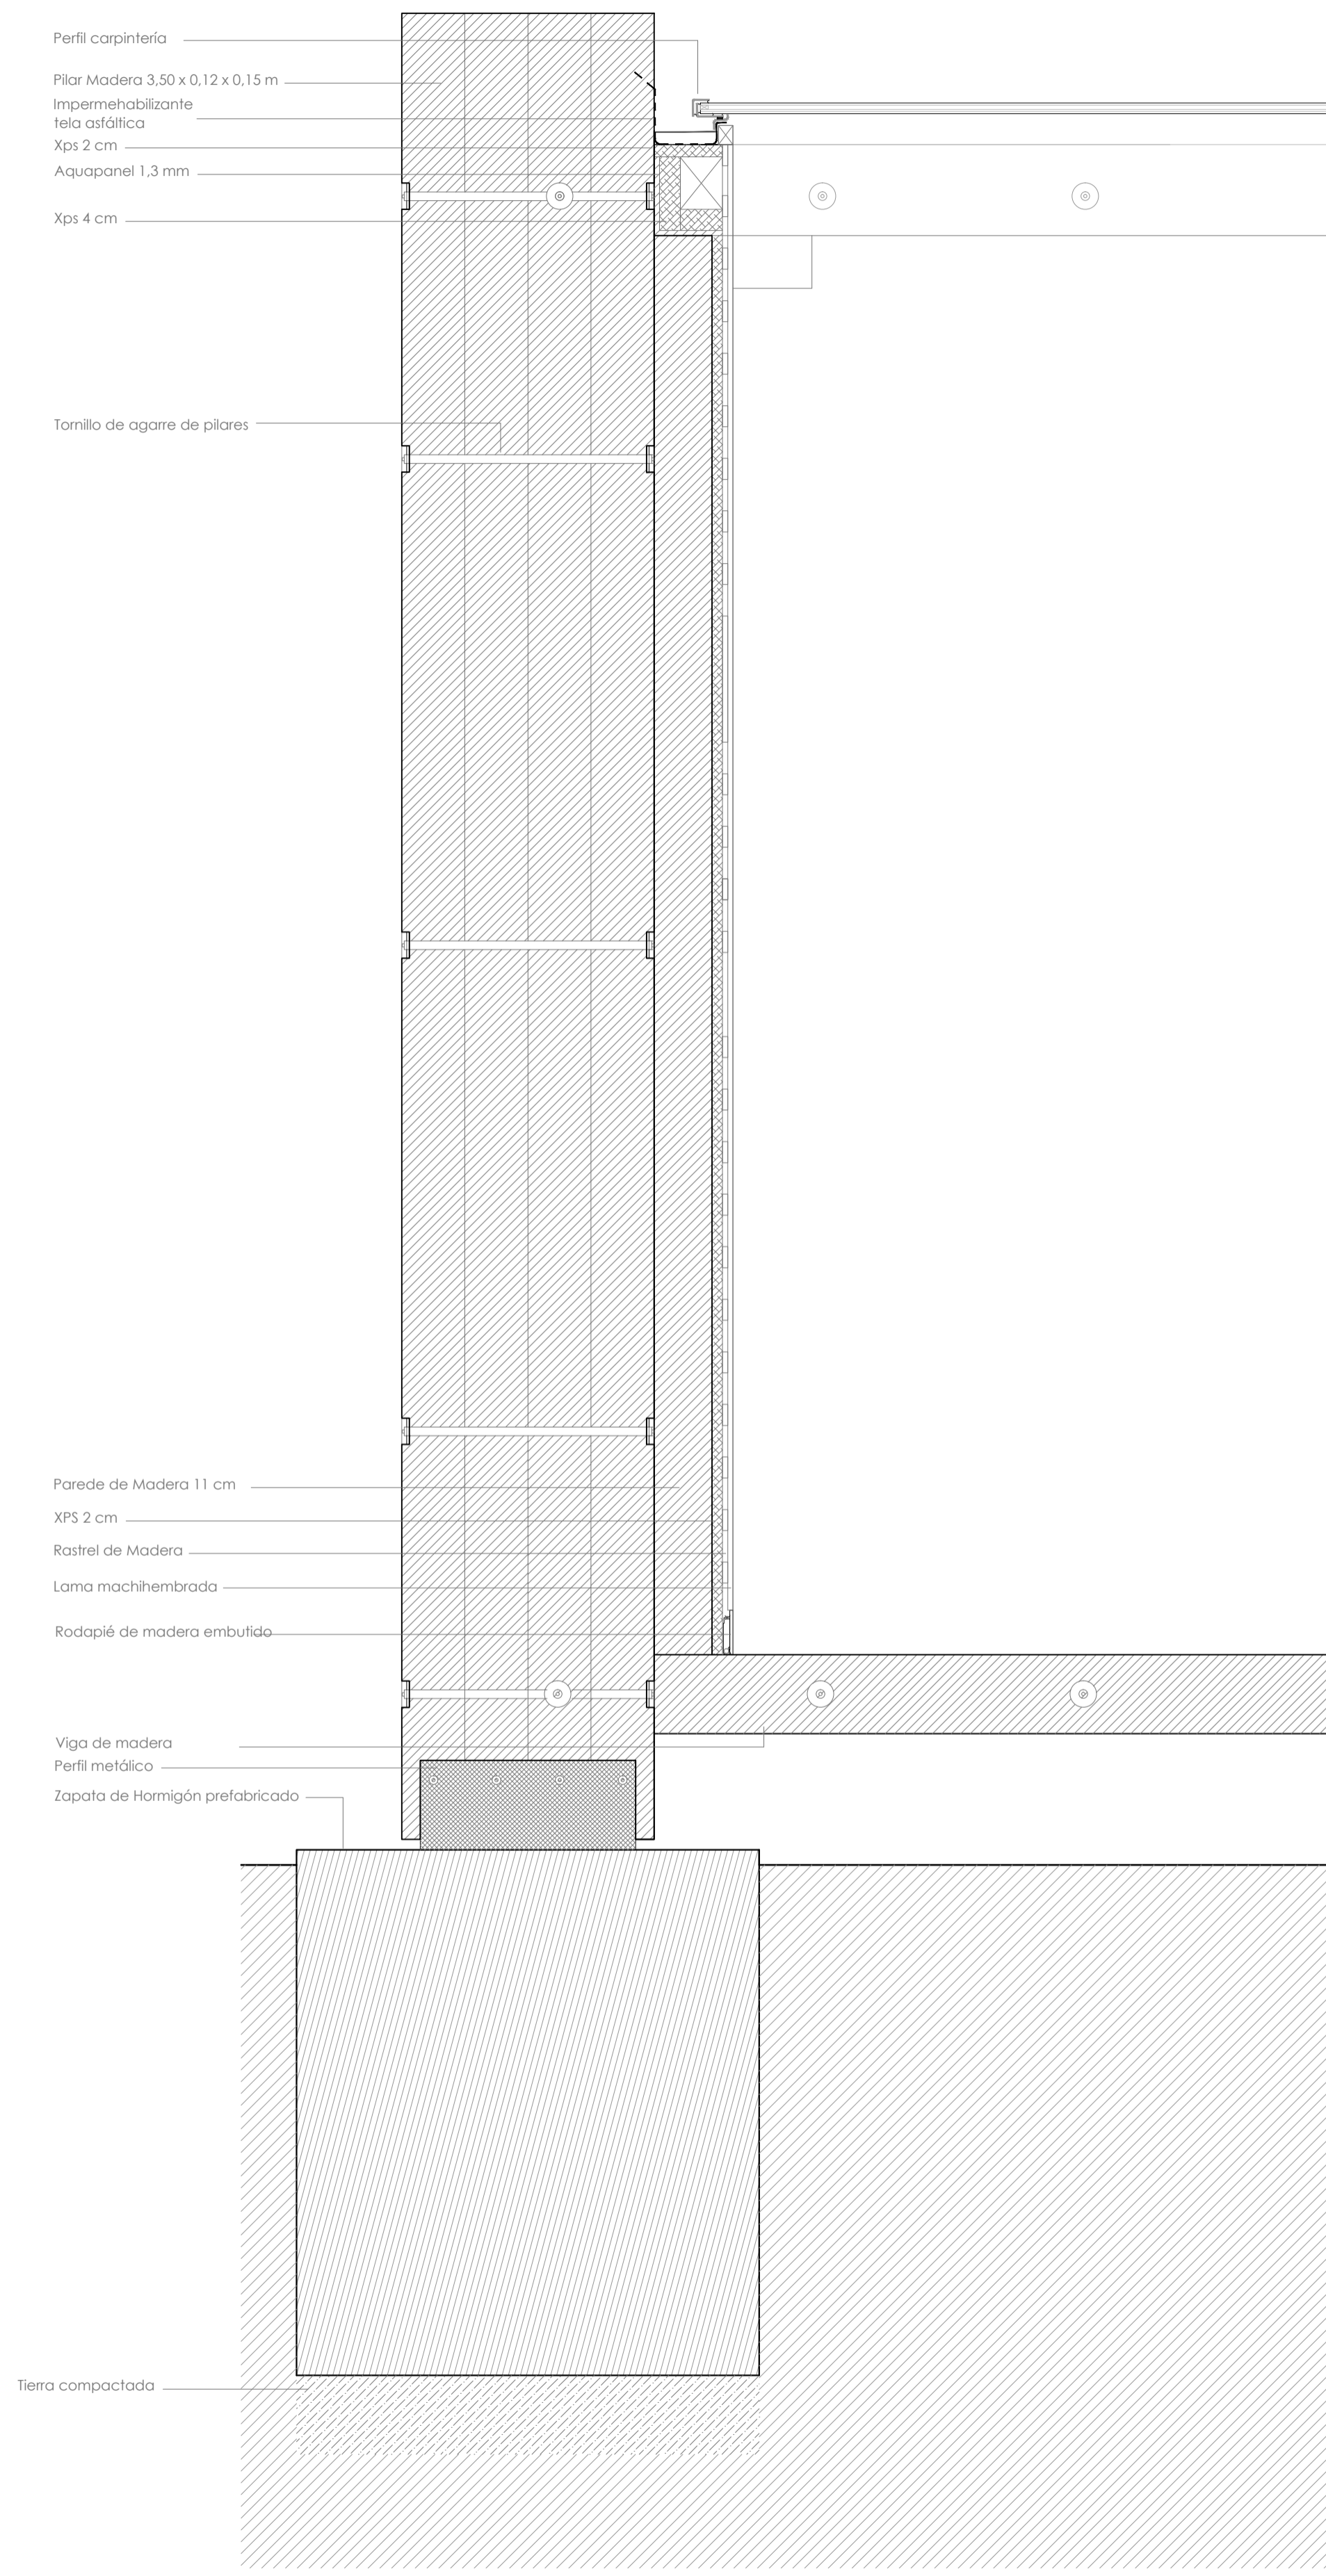 Perfil carpintería
Pilar Madera 3,50 x 0,12 x 0,15 m
Impermehabilizante
tela asfáltica
Xps 2 cm
Aquapanel 1,3 mm
Xps 4 cm
Tornillo de agarre de pilares
Parede de Madera 11 cm
XPS 2 cm
Rastrel de Madera
Lama machihembrada
Rodapié de madera embutido
Viga de madera
Perfil metálico
Zapata de Hormigón prefabricado
Tierra compactada